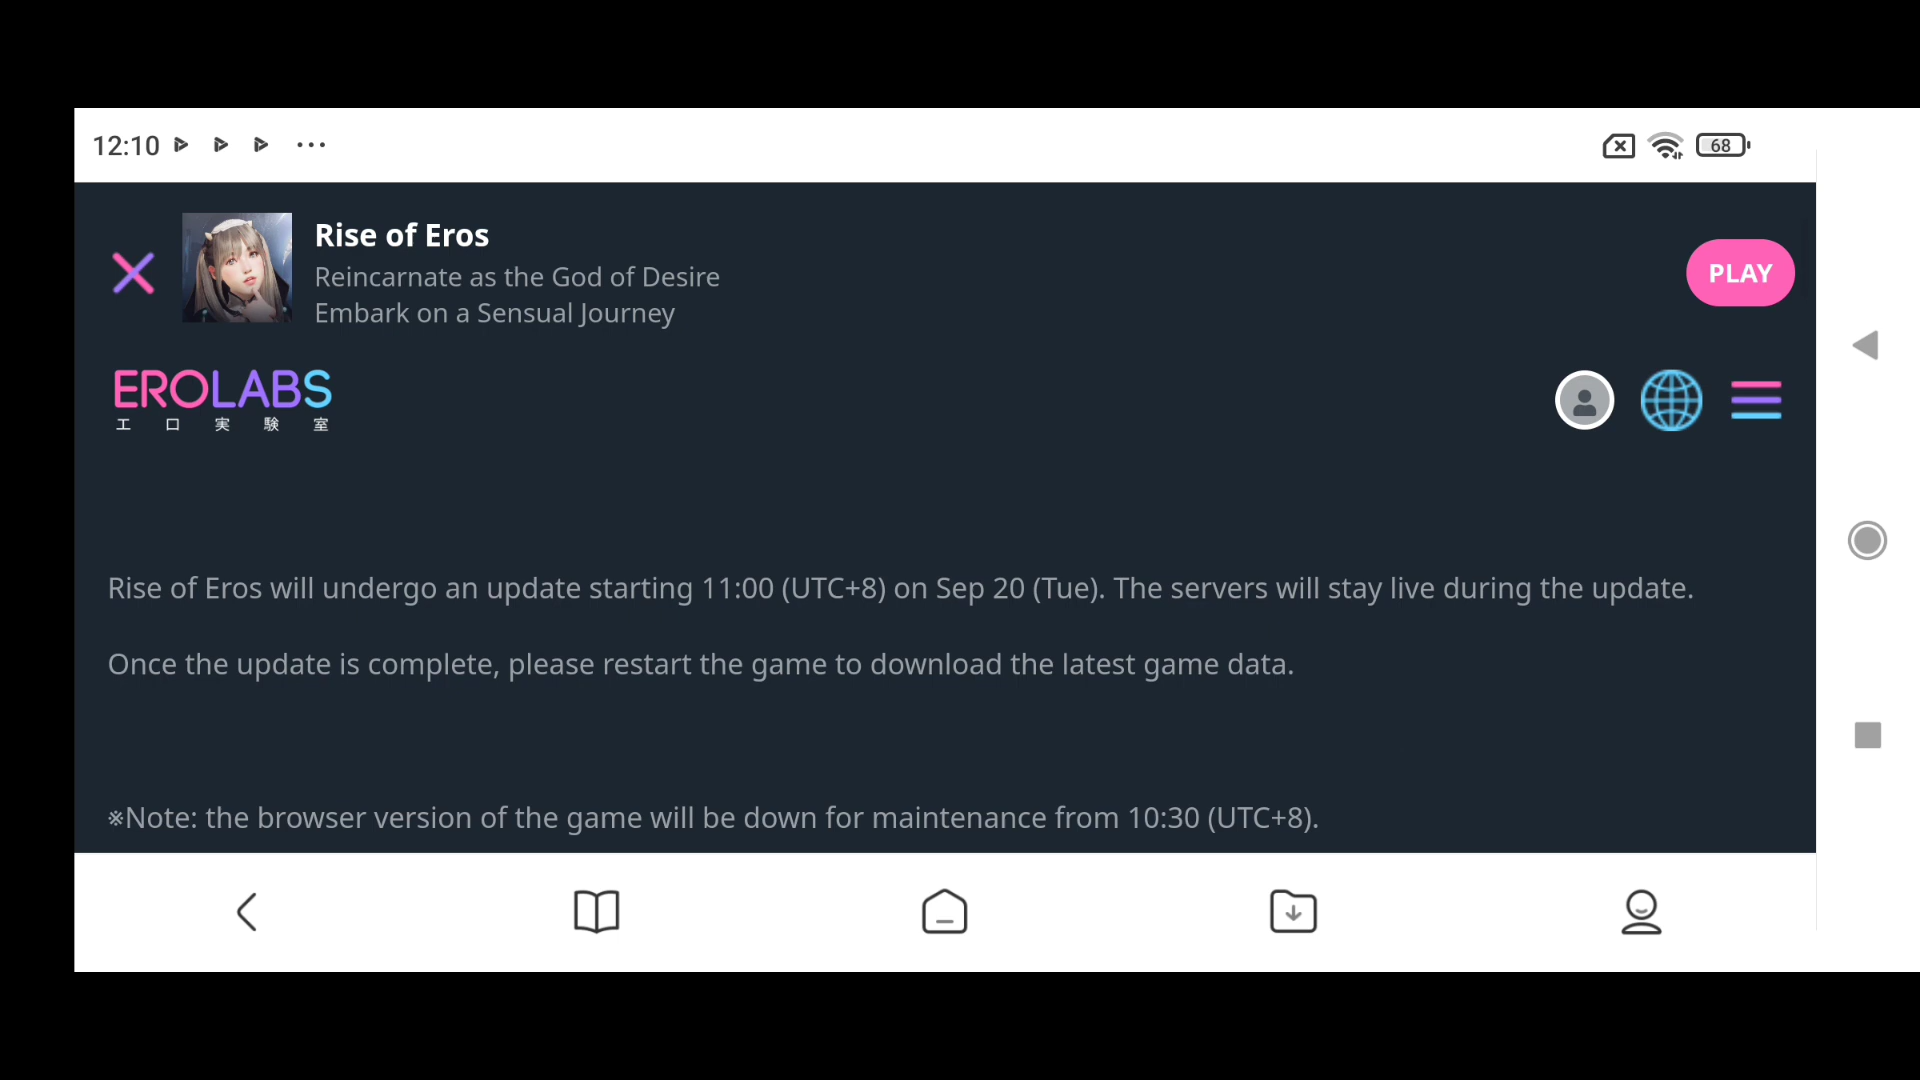 12:10
68
Rise of Eros
Reincarnate as the God of Desire
Embark on a Sensual Journey
PLAY
EROLABS
エロ実験室
Rise of Eros will undergo an update starting 11:00 (UTC+8) on Sep 20 (Tue). The servers will stay live during the update.
Once the update is complete, please restart the game to download the latest game data.
※Note: the browser version of the game will be down for maintenance from 10:30 (UTC+8).